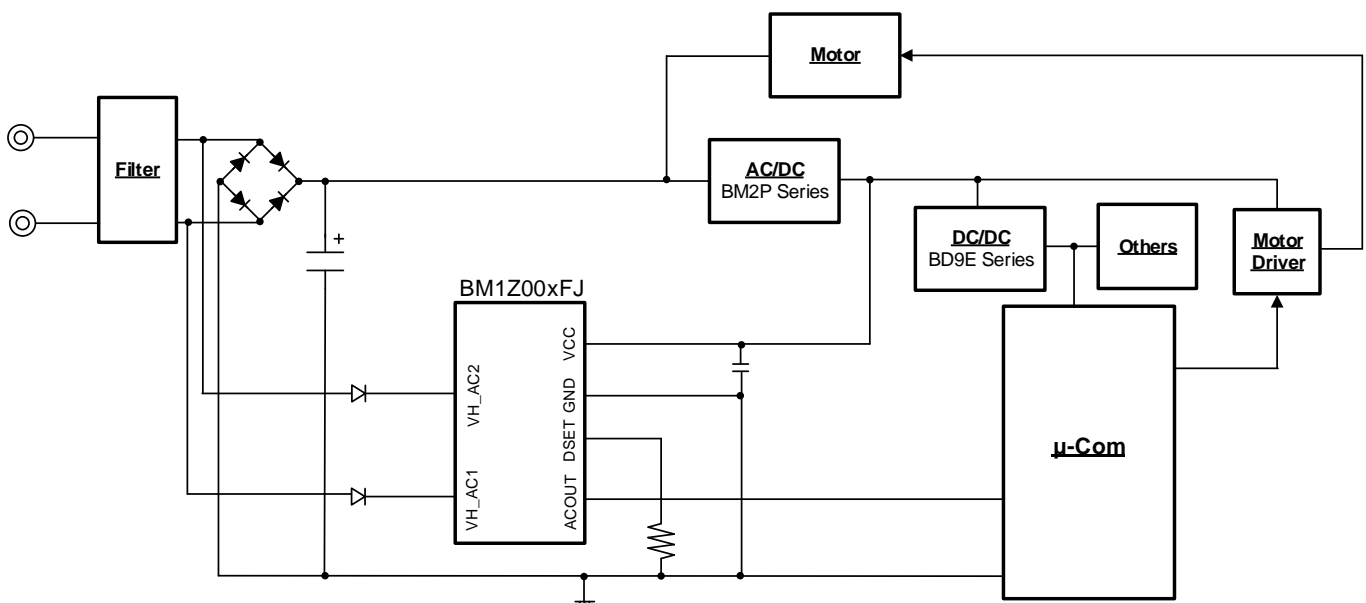 Motor
Filter
AC/DC
BM2P Series
DC/DC
BD9E Series
Others
Motor
Driver
BM1Z00xFJ
VCC
VH_AC2
GND
DSET
VH_AC1
ACOUT
µ-Com
+